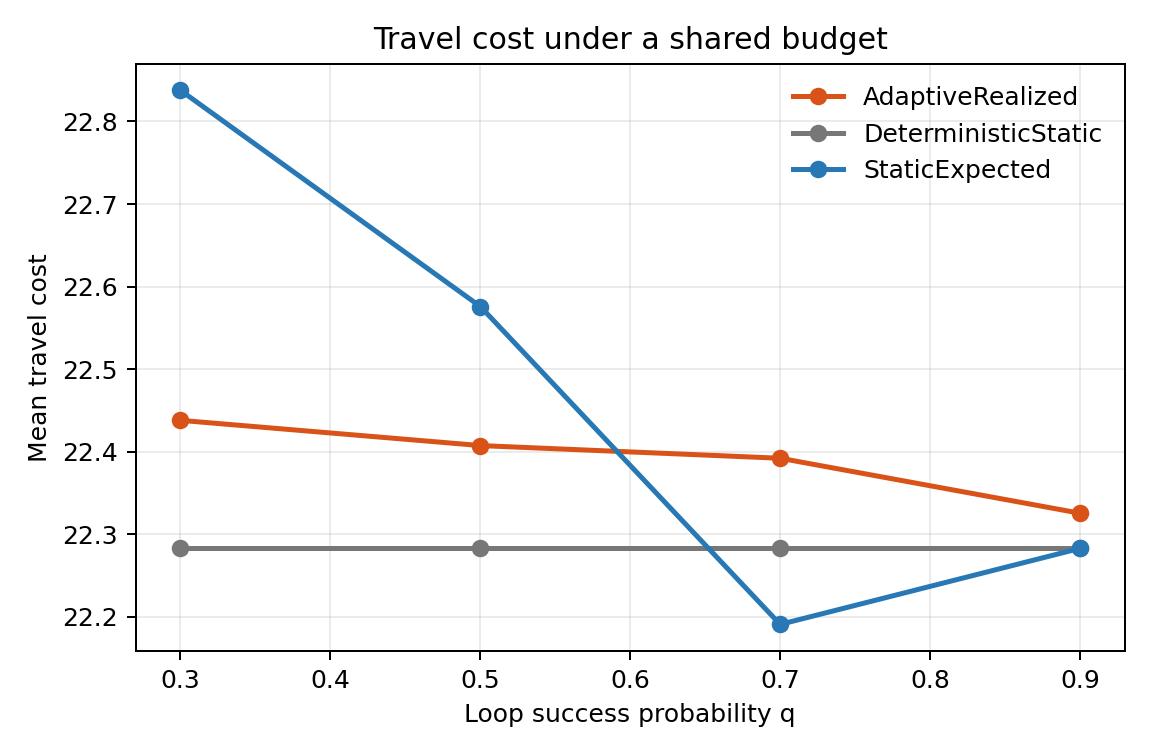 Travel cost under a shared budget
AdaptiveRealized
DeterministicStatic
StaticExpected
Mean travel cost
22.8
22.7
22.6
22.5
22.4
22.3
22.2
0.3 0.4 0.5 0.6 0.7 0.8 0.9
Loop success probability q